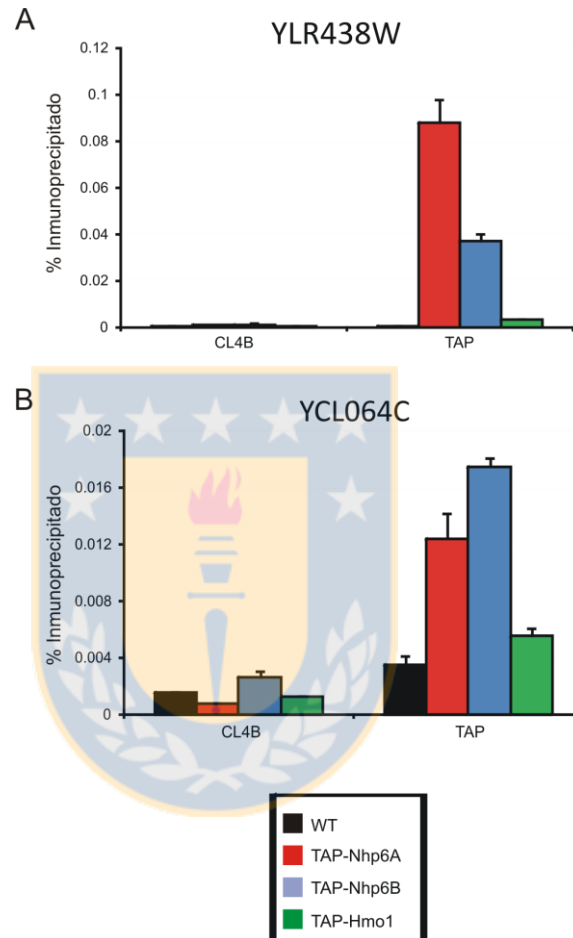 A
YLR438W
% Inmunoprecipitado
0.12
0.1
0.08
0.06
0.04
0.02
0
CL4B
TAP
B
YCL064C
% Inmunoprecipitado
0.02
0.016
0.012
0.008
0.004
0
CL4B
TAP
WT
TAP-Nhp6A
TAP-Nhp6B
TAP-Hmo1